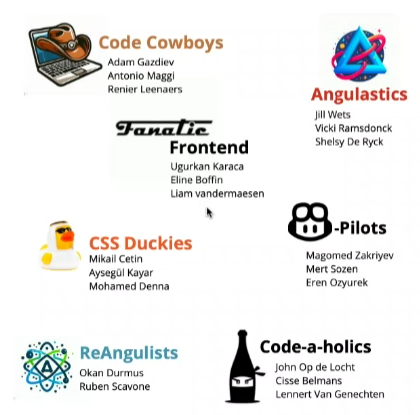 Code Cowboys
Adam Gazdiev
Antonio Maggi
Renier Leenaers
Angulastics
Jill Wets
Vicki Ramsdonck
Shelsy De Ryck
Fanatic
Frontend
Ugurkan Karaca
Eline Boffin
Liam vandermaesen
CSS Duckies
Mikail Cetin
Aysegül Kayar
Mohamed Denna
-Pilots
Magomed Zakriyev
Mert Sozen
Eren Ozyurek
ReAngulists
Okan Durmus
Ruben Scavone
Code-a-holics
John Op de Locht
Cisse Belmans
Lennert Van Genechten